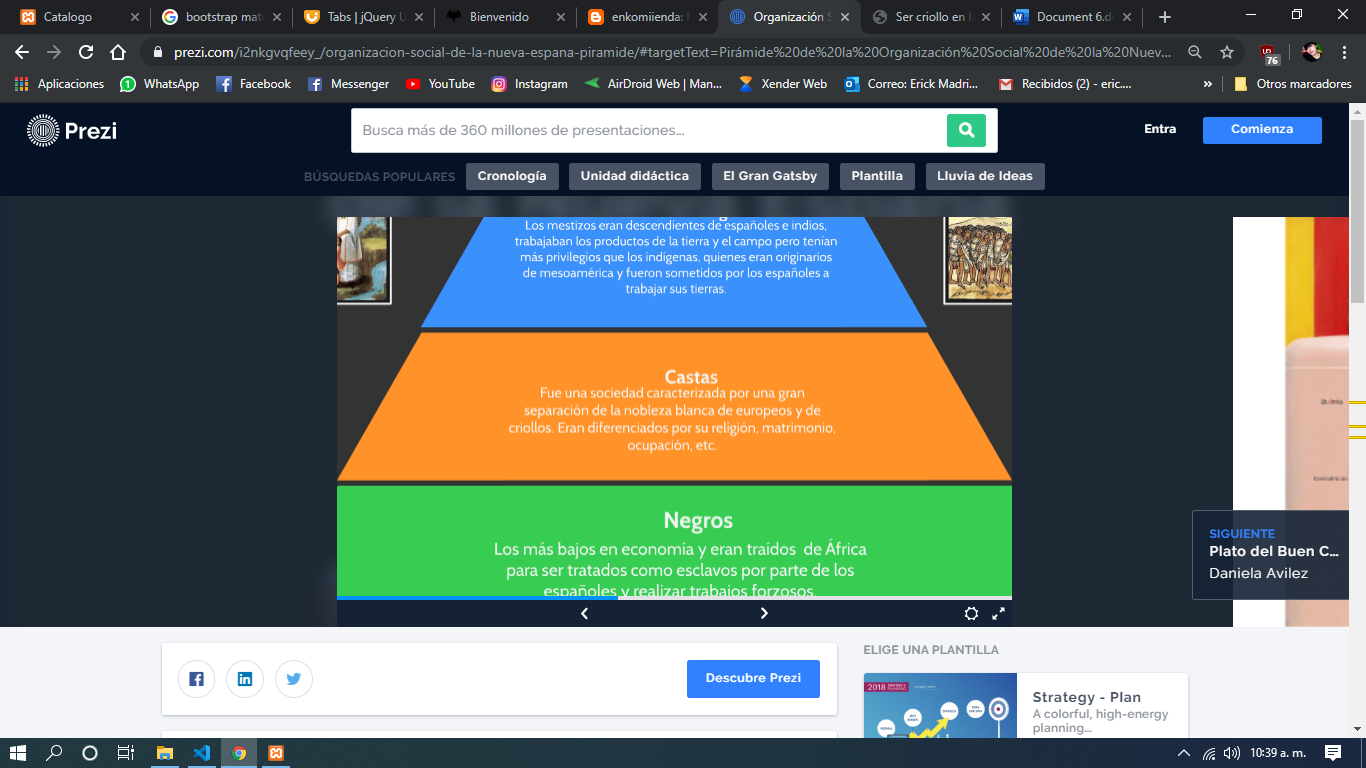 Catalogo
bootstrap mat
Tabs | jQuery U
Bienvenido
enkomiienda: 
Organización S
Ser criollo en l
Document 6.d
prezi.com/i2nkgvqfeey_/organizacion-social-de-la-nueva-espana-piramide/#targetText=Pirámide%20de%20la%20Organización%20Social%20de%20la%20Nuev...
76
Aplicaciones
WhatsApp
Facebook
Messenger
YouTube
Instagram
AirDroid Web | Man...
Xender Web
Correo: Erick Madri...
Recibidos (2) - eric....
»
Otros marcadores
Prezi
Busca más de 360 millones de presentaciones...
Entra
Comienza
BÚSQUEDAS POPULARES
Cronología
Unidad didáctica
El Gran Gatsby
Plantilla
Lluvia de Ideas
Los mestizos eran descendientes de españoles e indios,
trabajaban los productos de la tierra y el campo pero tenían
más privilegios que los indigenas, quienes eran originarios
de mesoamérica y fueron sometidos por los españoles a
trabajar sus tierras.
Castas
Fue una sociedad caracterizada por una gran
separación de la nobleza blanca de europeos y de
criollos. Eran diferenciados por su religión, matrimonio,
ocupación, etc.
Negros
Los más bajos en economía y eran traídos de África
para ser tratados como esclavos por parte de los
españoles y realizar trabajos forzosos.
SIGUIENTE
Plato del Buen C...
Daniela Avilez
Descubre Prezi
ELIGE UNA PLANTILLA
2018
Strategy - Plan
A colorful, high-energy
planning...
10:39 a. m.